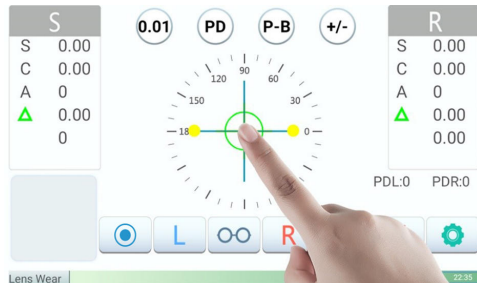 S
S 0.00
C 0.00
A 0
△ 0.00
0
0.01
PD
P-B
+/-
90
120
60
150
30
18
0
R
S 0.00
C 0.00
A 0
△ 0.00
0.00
PDL:0 PDR:0
L
R
Lens Wear
22:35